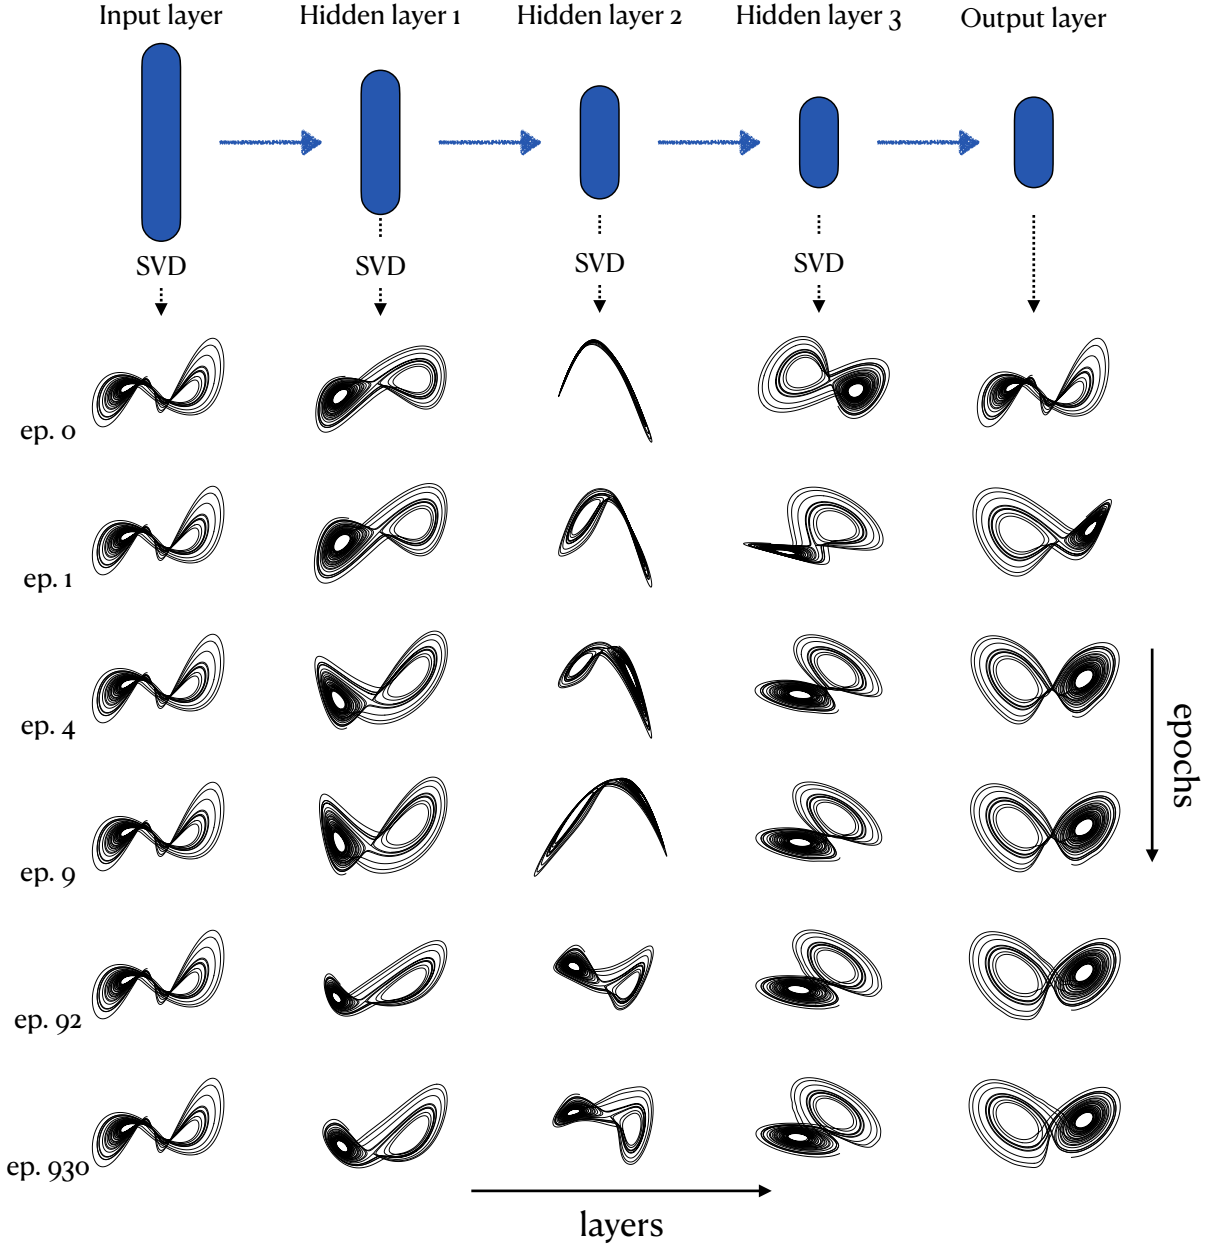 Input layer
Hidden layer 1
Hidden layer 2
Hidden layer 3
Output layer
SVD
SVD
SVD
SVD
ep. 0
ep. 1
ep. 4
ep. 9
ep. 92
ep. 930
epochs
layers